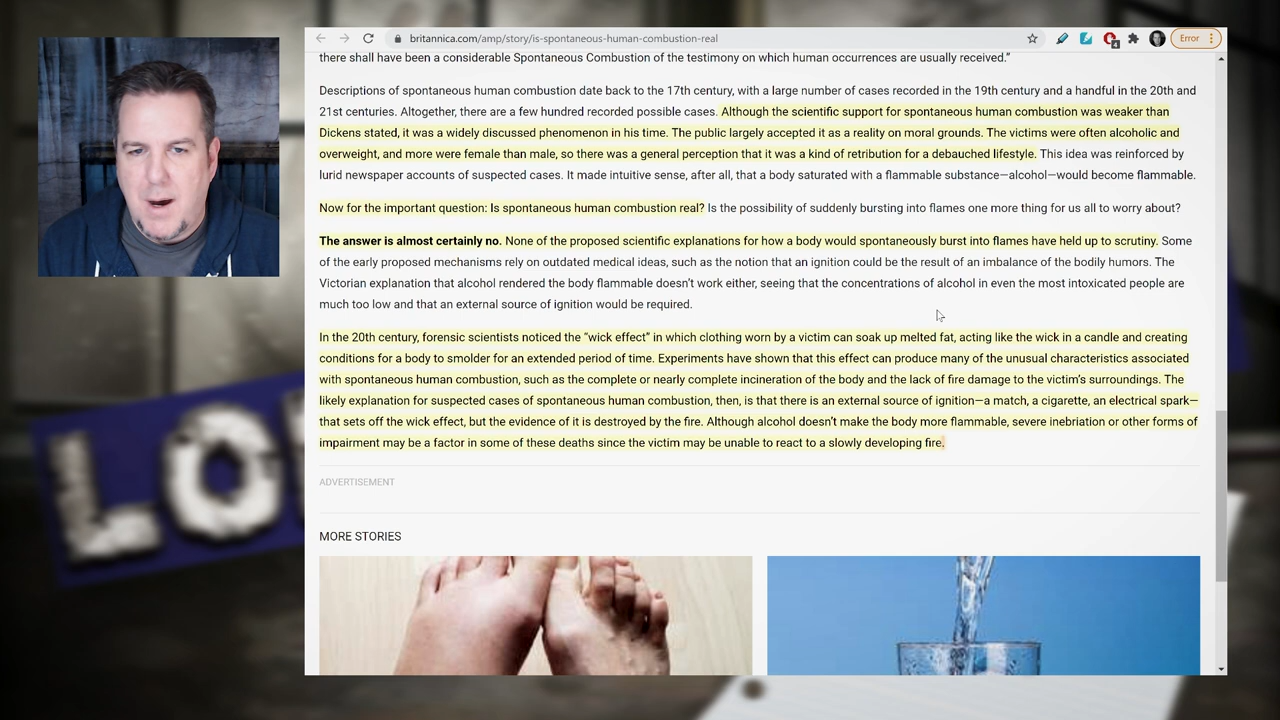 britannica.com/amp/story/is-spontaneous-human-combustion-real
4
Error
there shall have been a considerable Spontaneous Combustion of the testimony on which human occurrences are usually received.”
Descriptions of spontaneous human combustion date back to the 17th century, with a large number of cases recorded in the 19th century and a handful in the 20th and
21st centuries. Altogether, there are a few hundred recorded possible cases. Although the scientific support for spontaneous human combustion was weaker than
Dickens stated, it was a widely discussed phenomenon in his time. The public largely accepted it as a reality on moral grounds. The victims were often alcoholic and
overweight, and more were female than male, so there was a general perception that it was a kind of retribution for a debauched lifestyle. This idea was reinforced by
lurid newspaper accounts of suspected cases. It made intuitive sense, after all, that a body saturated with a flammable substance—alcohol—would become flammable.
Now for the important question: Is spontaneous human combustion real? Is the possibility of suddenly bursting into flames one more thing for us all to worry about?
The answer is almost certainly no. None of the proposed scientific explanations for how a body would spontaneously burst into flames have held up to scrutiny. Some
of the early proposed mechanisms rely on outdated medical ideas, such as the notion that an ignition could be the result of an imbalance of the bodily humors. The
Victorian explanation that alcohol rendered the body flammable doesn’t work either, seeing that the concentrations of alcohol in even the most intoxicated people are
much too low and that an external source of ignition would be required.
In the 20th century, forensic scientists noticed the “wick effect” in which clothing worn by a victim can soak up melted fat, acting like the wick in a candle and creating
conditions for a body to smolder for an extended period of time. Experiments have shown that this effect can produce many of the unusual characteristics associated
with spontaneous human combustion, such as the complete or nearly complete incineration of the body and the lack of fire damage to the victim’s surroundings. The
likely explanation for suspected cases of spontaneous human combustion, then, is that there is an external source of ignition—a match, a cigarette, an electrical spark—
that sets off the wick effect, but the evidence of it is destroyed by the fire. Although alcohol doesn’t make the body more flammable, severe inebriation or other forms of
impairment may be a factor in some of these deaths since the victim may be unable to react to a slowly developing fire.
ADVERTISEMENT
MORE STORIES